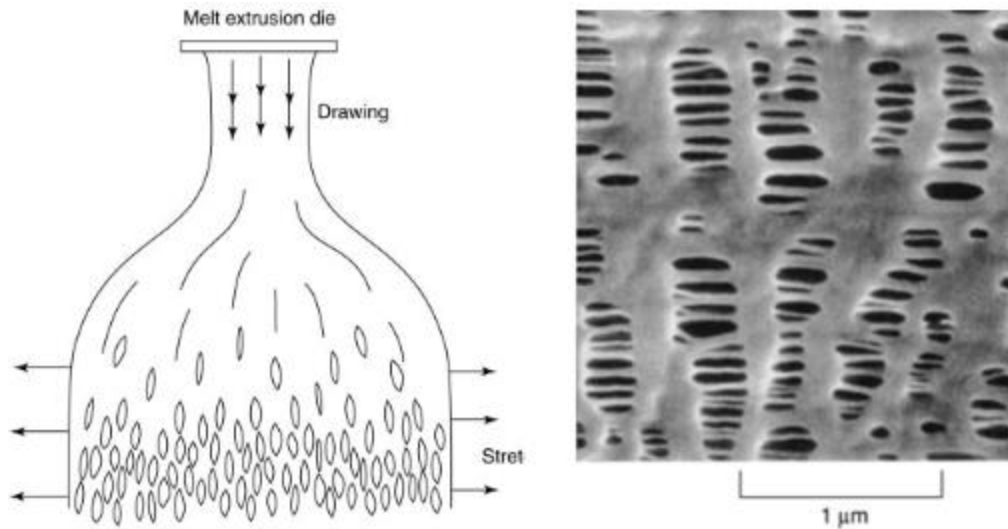 Melt extrusion die
Drawing
Stret
1 μm